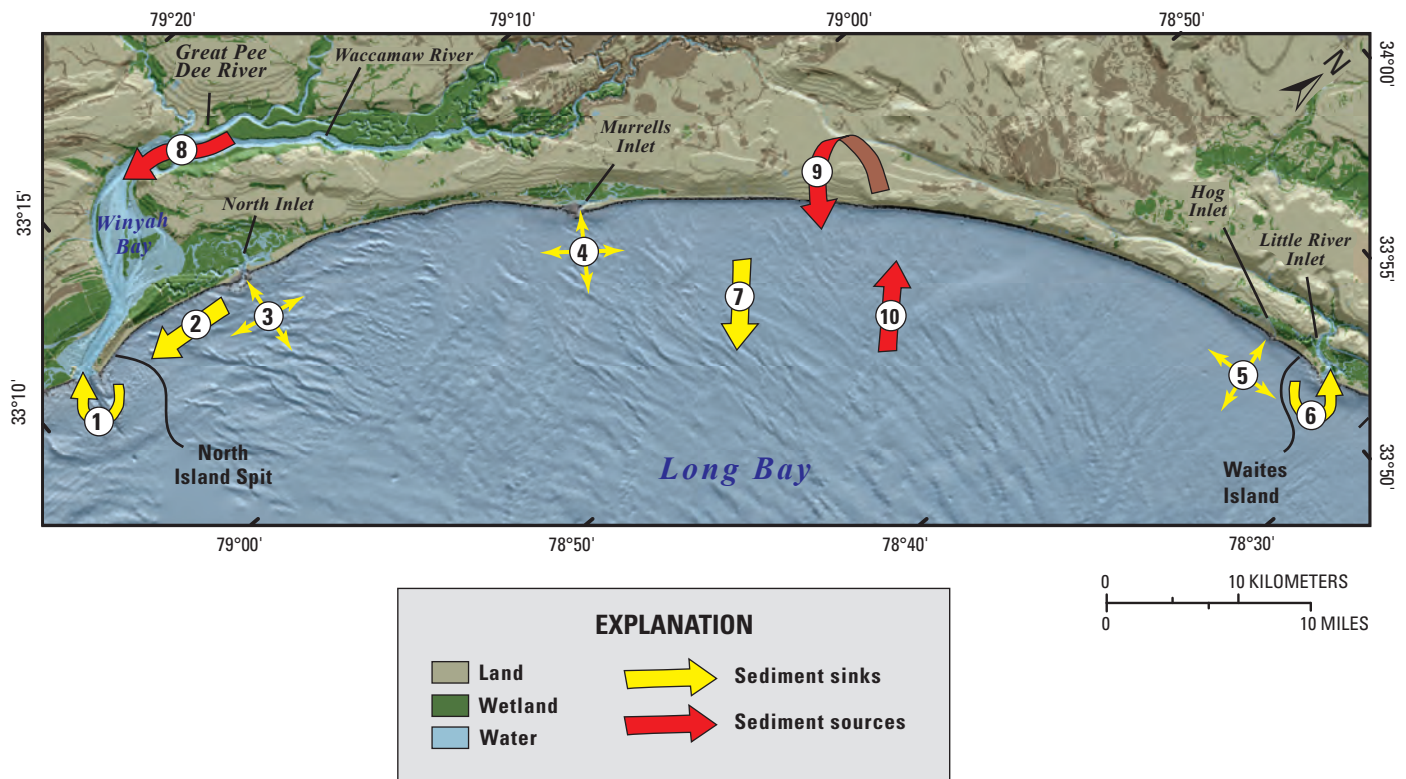 79°20'
79°10'
79°00'
78°50'
Great Pee
Dee River
Waccamaw River
34°00'
N
8
Murrells
Inlet
9
33°15'
North Inlet
Winyah
Bay
Hog
Inlet
Little River
Inlet
33°55'
4
7
10
2
3
5
33°10'
1
6
North
Island Spit
Long Bay
Waites
Island
33°50'
79°00'
78°50'
78°40'
78°30'
0 10 KILOMETERS
0 10 MILES
EXPLANATION
Land
Wetland
Water
Sediment sinks
Sediment sources